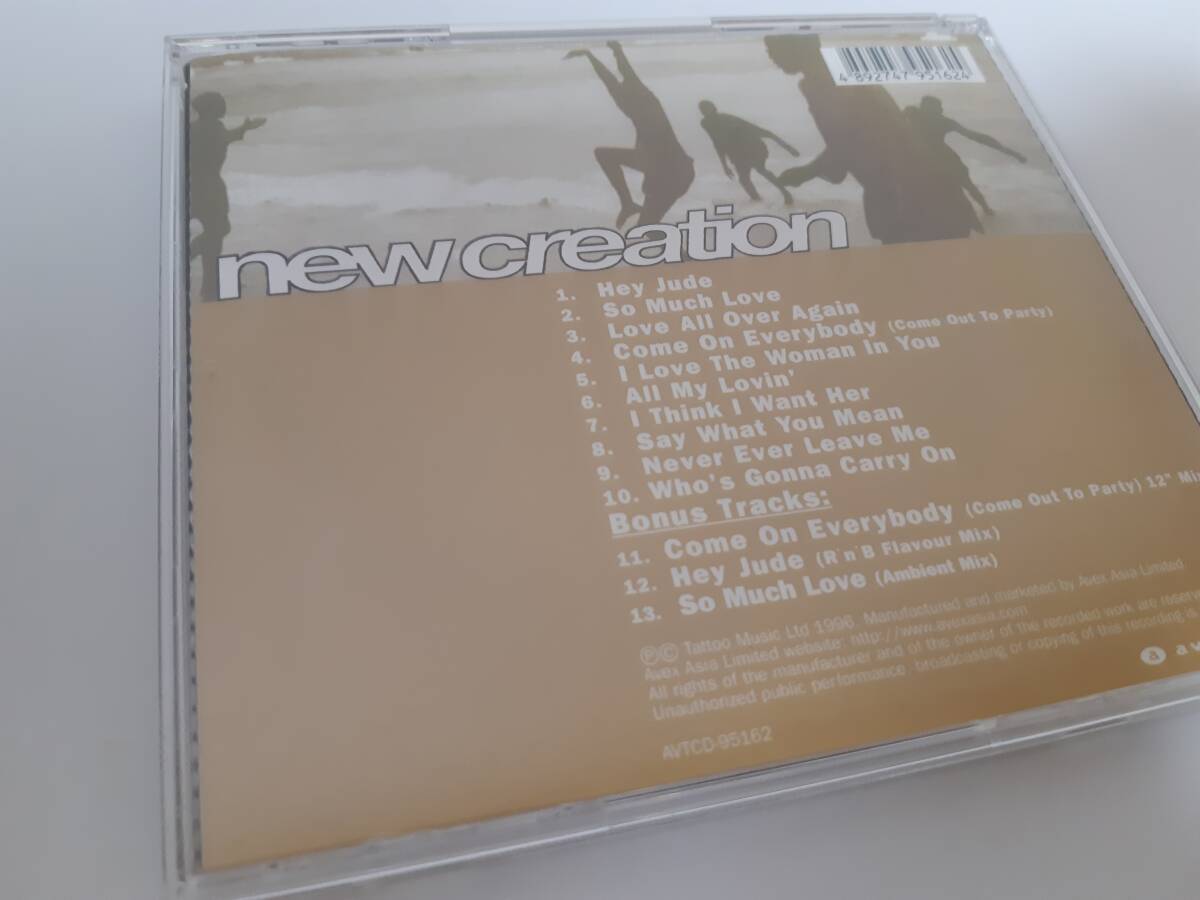 4 892747 951624
new creation
1. Hey Jude
2. So Much Love
3. Love All Over Again
4. Come On Everybody (Come Out To Party)
5. I Love The Woman In You
6. All My Lovin'
7. I Think I Want Her
8. Say What You Mean
9. Never Ever Leave Me
10. Who's Gonna Carry On
Bonus Tracks:
11. Come On Everybody (Come Out To Party) 12" Mix
12. Hey Jude (R'n'B Flavour Mix)
13. So Much Love (Ambient Mix)
ⓅⒸ Tattoo Music Ltd 1998. Manufactured and marketed by Avex Asia Limited.
Avex Asia Limited website: http://www.avexasia.com
All rights of the manufacturer and of the owner of the recorded work are
Unauthorized public performance, broadcasting or copying of this recording is
a av
AVTCD-95162